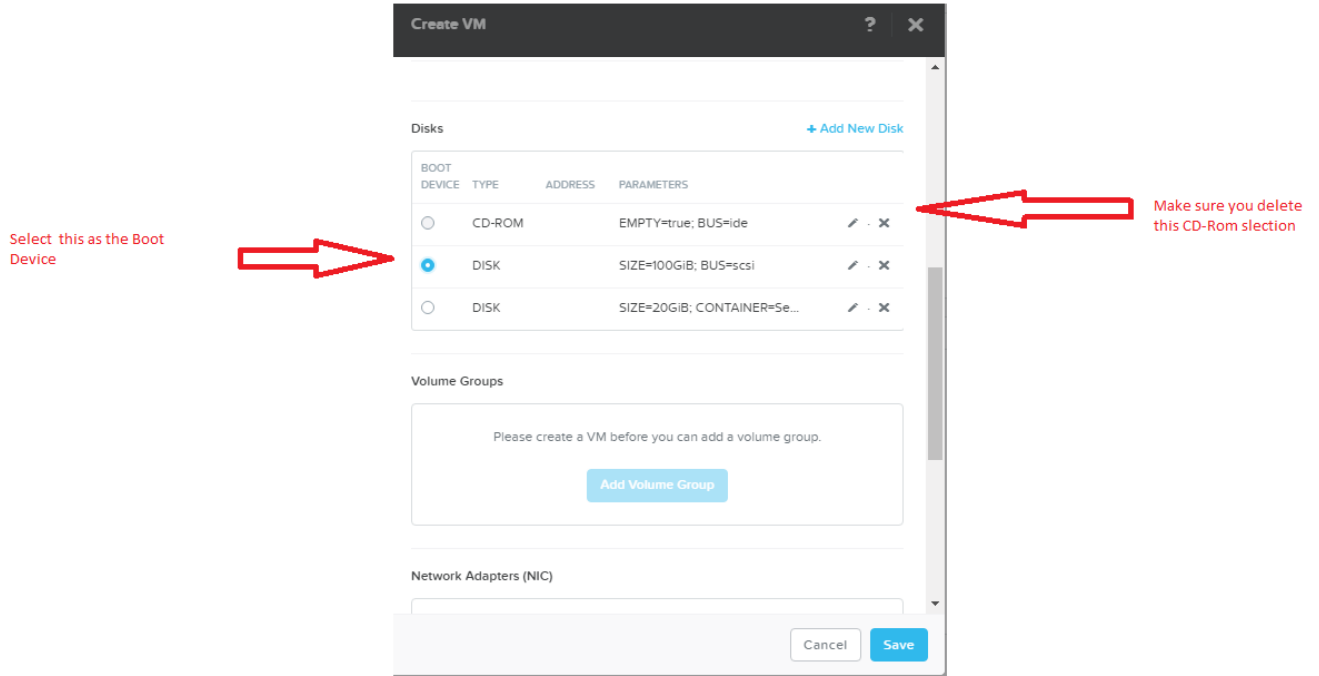 Create VM
?
Disks
+ Add New Disk
BOOT
DEVICE TYPE ADDRESS PARAMETERS
CD-ROM EMPTY=true; BUS=ide
Make sure you delete
this CD-Rom slection
Select this as the Boot
Device
DISK SIZE=100GiB; BUS=scsi
DISK SIZE=20GiB; CONTAINER=Se...
Volume Groups
Please create a VM before you can add a volume group.
Add Volume Group
Network Adapters (NIC)
Cancel
Save